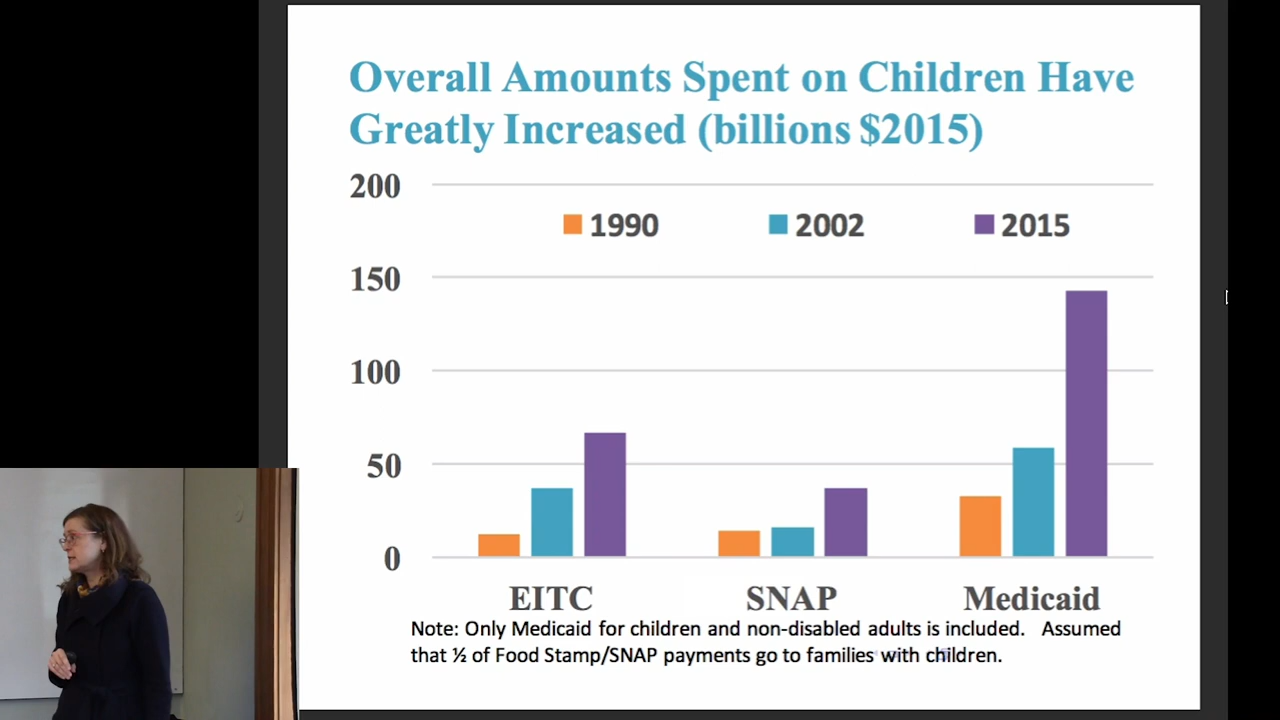 Overall Amounts Spent on Children Have
Greatly Increased (billions $2015)
200
1990 2002 2015
150
100
50
0
EITC SNAP Medicaid
Note: Only Medicaid for children and non-disabled adults is included. Assumed
that ½ of Food Stamp/SNAP payments go to families with children.